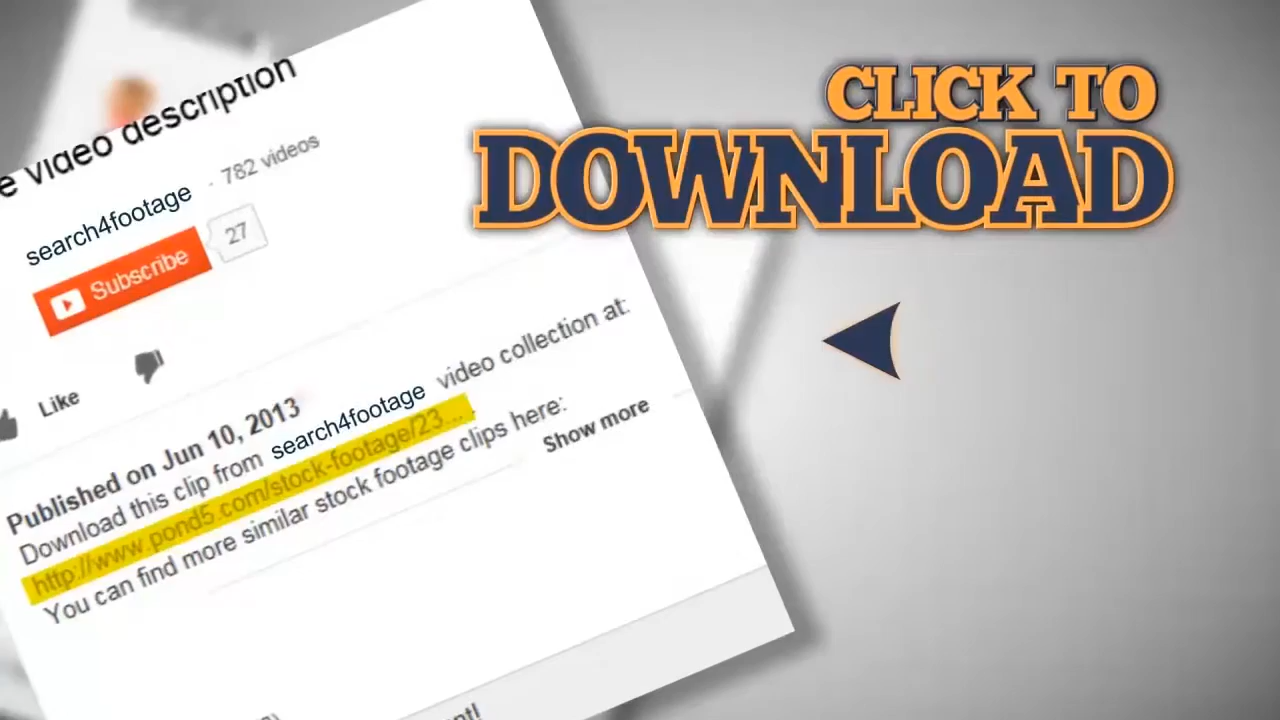 CLICK TO
DOWNLOAD
e video description
search4footage · 782 videos
Subscribe 27
Like
Published on Jun 10, 2013
Download this clip from search4footage video collection at:
http://www.pond5.com/stock-footage/23... .
You can find more similar stock footage clips here:
Show more